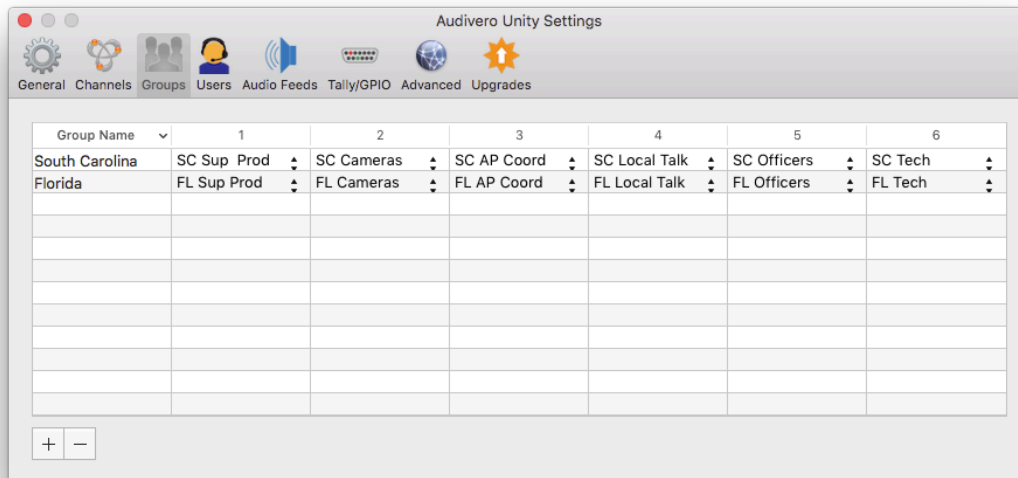 Audivero Unity Settings
General Channels Groups Users Audio Feeds Tally/GPIO Advanced Upgrades
Group Name 1 2 3 4 5 6
South Carolina SC Sup Prod SC Cameras SC AP Coord SC Local Talk SC Officers SC Tech
Florida FL Sup Prod FL Cameras FL AP Coord FL Local Talk FL Officers FL Tech
+ −